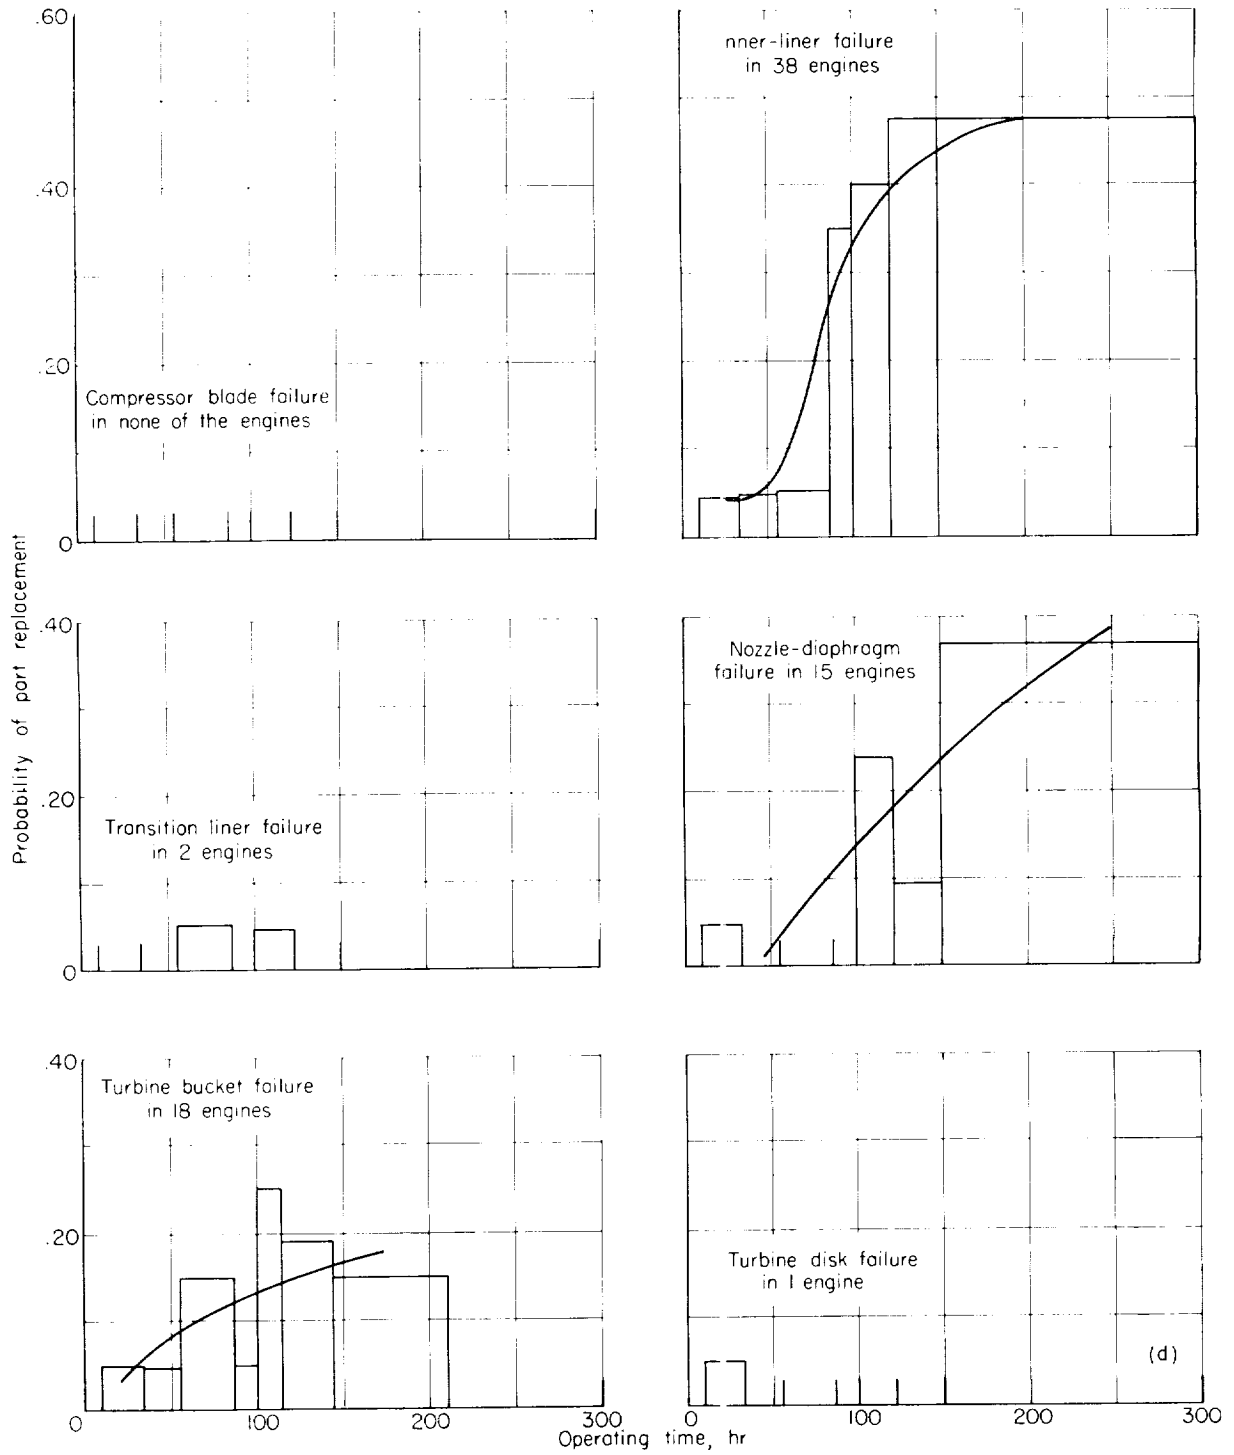 .60
.40
.20
0
Compressor blade failure
in none of the engines
nner-liner failure
in 38 engines
Probability of part replacement
.40
.20
0
Transition liner failure
in 2 engines
Nozzle-diaphragm
failure in 15 engines
.40
.20
Turbine bucket failure
in 18 engines
Turbine disk failure
in 1 engine
(d)
0 100 200 300
0 100 200 300
Operating time, hr